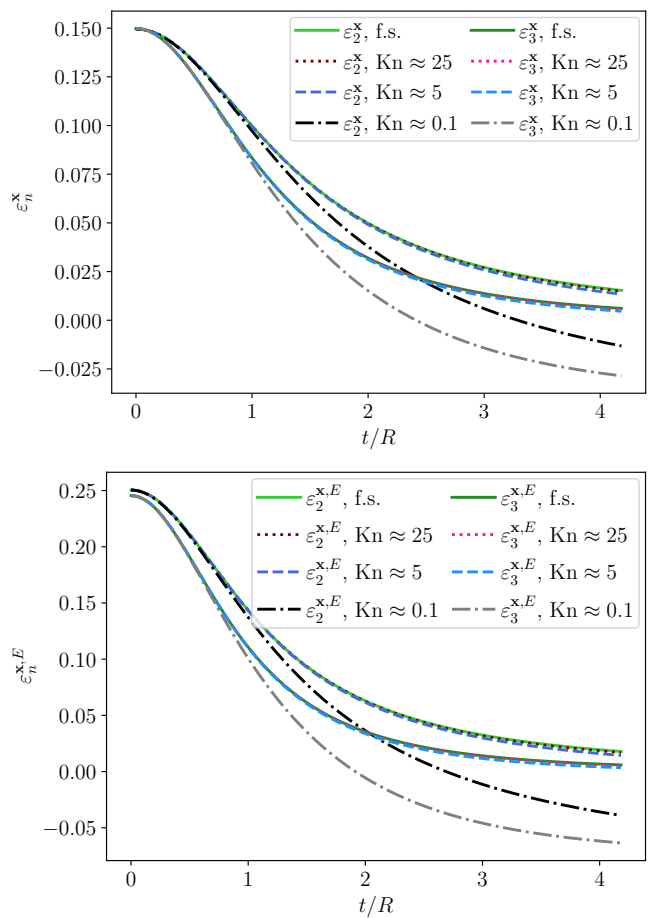 0.150
0.125
0.100
0.075
0.050
0.025
0.000
−0.025
ε_n^x
ε_2^x, f.s.
ε_2^x, Kn ≈ 25
ε_2^x, Kn ≈ 5
ε_2^x, Kn ≈ 0.1
ε_3^x, f.s.
ε_3^x, Kn ≈ 25
ε_3^x, Kn ≈ 5
ε_3^x, Kn ≈ 0.1
0 1 2 3 4
t/R
0.25
0.20
0.15
0.10
0.05
0.00
−0.05
ε_n^{x,E}
ε_2^{x,E}, f.s.
ε_2^{x,E}, Kn ≈ 25
ε_2^{x,E}, Kn ≈ 5
ε_2^{x,E}, Kn ≈ 0.1
ε_3^{x,E}, f.s.
ε_3^{x,E}, Kn ≈ 25
ε_3^{x,E}, Kn ≈ 5
ε_3^{x,E}, Kn ≈ 0.1
0 1 2 3 4
t/R